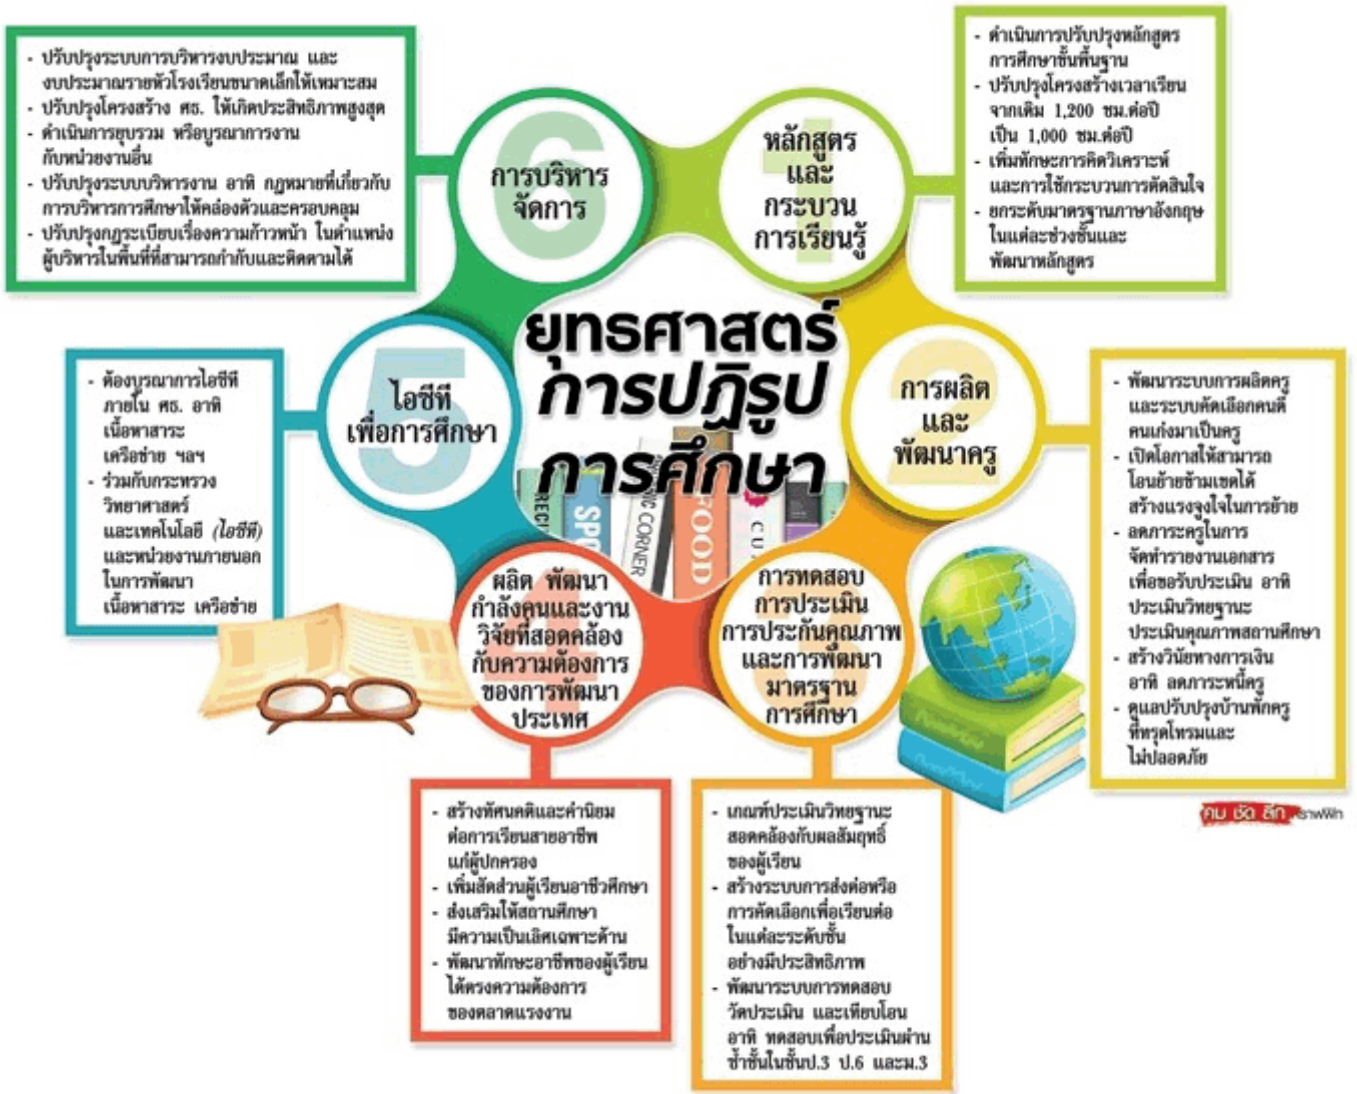 ยุทธศาสตร์
การปฏิรูป
การศึกษา
หลักสูตร
และ
กระบวน
การเรียนรู้
- ดำเนินการปรับปรุงหลักสูตร
การศึกษาขั้นพื้นฐาน
- ปรับปรุงโครงสร้างเวลาเรียน
จากเดิม 1,200 ชม.ต่อปี
เป็น 1,000 ชม.ต่อปี
- เพิ่มทักษะการคิดวิเคราะห์
และการใช้กระบวนการตัดสินใจ
- ยกระดับมาตรฐานภาษาอังกฤษ
ในแต่ละช่วงชั้นและ
พัฒนาหลักสูตร
การผลิต
และ
พัฒนาครู
- พัฒนาระบบการผลิตครู
และระบบคัดเลือกคนดี
คนเก่งมาเป็นครู
- เปิดโอกาสให้สามารถ
โอนย้ายข้ามเขตได้
สร้างแรงจูงใจในการย้าย
- ลดภาระครูในการ
จัดทำรายงานเอกสาร
เพื่อขอรับประเมิน อาทิ
ประเมินวิทยฐานะ
ประเมินคุณภาพสถานศึกษา
- สร้างวินัยทางการเงิน
อาทิ ลดภาระหนี้ครู
- ดูแลปรับปรุงบ้านพักครู
ที่ทรุดโทรมและ
ไม่ปลอดภัย
การทดสอบ
การประเมิน
การประกันคุณภาพ
และการพัฒนา
มาตรฐาน
การศึกษา
- เกณฑ์ประเมินวิทยฐานะ
สอดคล้องกับผลสัมฤทธิ์
ของผู้เรียน
- สร้างระบบการส่งต่อหรือ
การคัดเลือกเพื่อเรียนต่อ
ในแต่ละระดับชั้น
อย่างมีประสิทธิภาพ
- พัฒนาระบบการทดสอบ
วัดประเมิน และเทียบโอน
อาทิ ทดสอบเพื่อประเมินผ่าน
ซ้ำชั้นในชั้นป.3 ป.6 และม.3
ผลิต พัฒนา
กำลังคนและงาน
วิจัยที่สอดคล้อง
กับความต้องการ
ของการพัฒนา
ประเทศ
- สร้างทัศนคติและค่านิยม
ต่อการเรียนสายอาชีพ
แก่ผู้ปกครอง
- เพิ่มสัดส่วนผู้เรียนอาชีวศึกษา
- ส่งเสริมให้สถานศึกษา
มีความเป็นเลิศเฉพาะด้าน
- พัฒนาทักษะอาชีพของผู้เรียน
ได้ตรงความต้องการ
ของตลาดแรงงาน
ไอซีที
เพื่อการศึกษา
- ต้องบูรณาการไอซีที
ภายใน ศธ. อาทิ
เนื้อหาสาระ
เครือข่าย ฯลฯ
- ร่วมกับกระทรวง
วิทยาศาสตร์
และเทคโนโลยี (ไอซีที)
และหน่วยงานภายนอก
ในการพัฒนา
เนื้อหาสาระ เครือข่าย
การบริหาร
จัดการ
- ปรับปรุงระบบการบริหารงบประมาณ และ
งบประมาณรายหัวโรงเรียนขนาดเล็กให้เหมาะสม
- ปรับปรุงโครงสร้าง ศธ. ให้เกิดประสิทธิภาพสูงสุด
- ดำเนินการยุบรวม หรือบูรณาการงาน
กับหน่วยงานอื่น
- ปรับปรุงระบบบริหารงาน อาทิ กฎหมายที่เกี่ยวกับ
การบริหารการศึกษาให้คล่องตัวและครอบคลุม
- ปรับปรุงกฎระเบียบเรื่องความก้าวหน้า ในตำแหน่ง
ผู้บริหารในพื้นที่ที่สามารถกำกับและติดตามได้
1
2
3
4
5
6
SPO
CORNER
FOOD
CU
คม ชัด ลึก